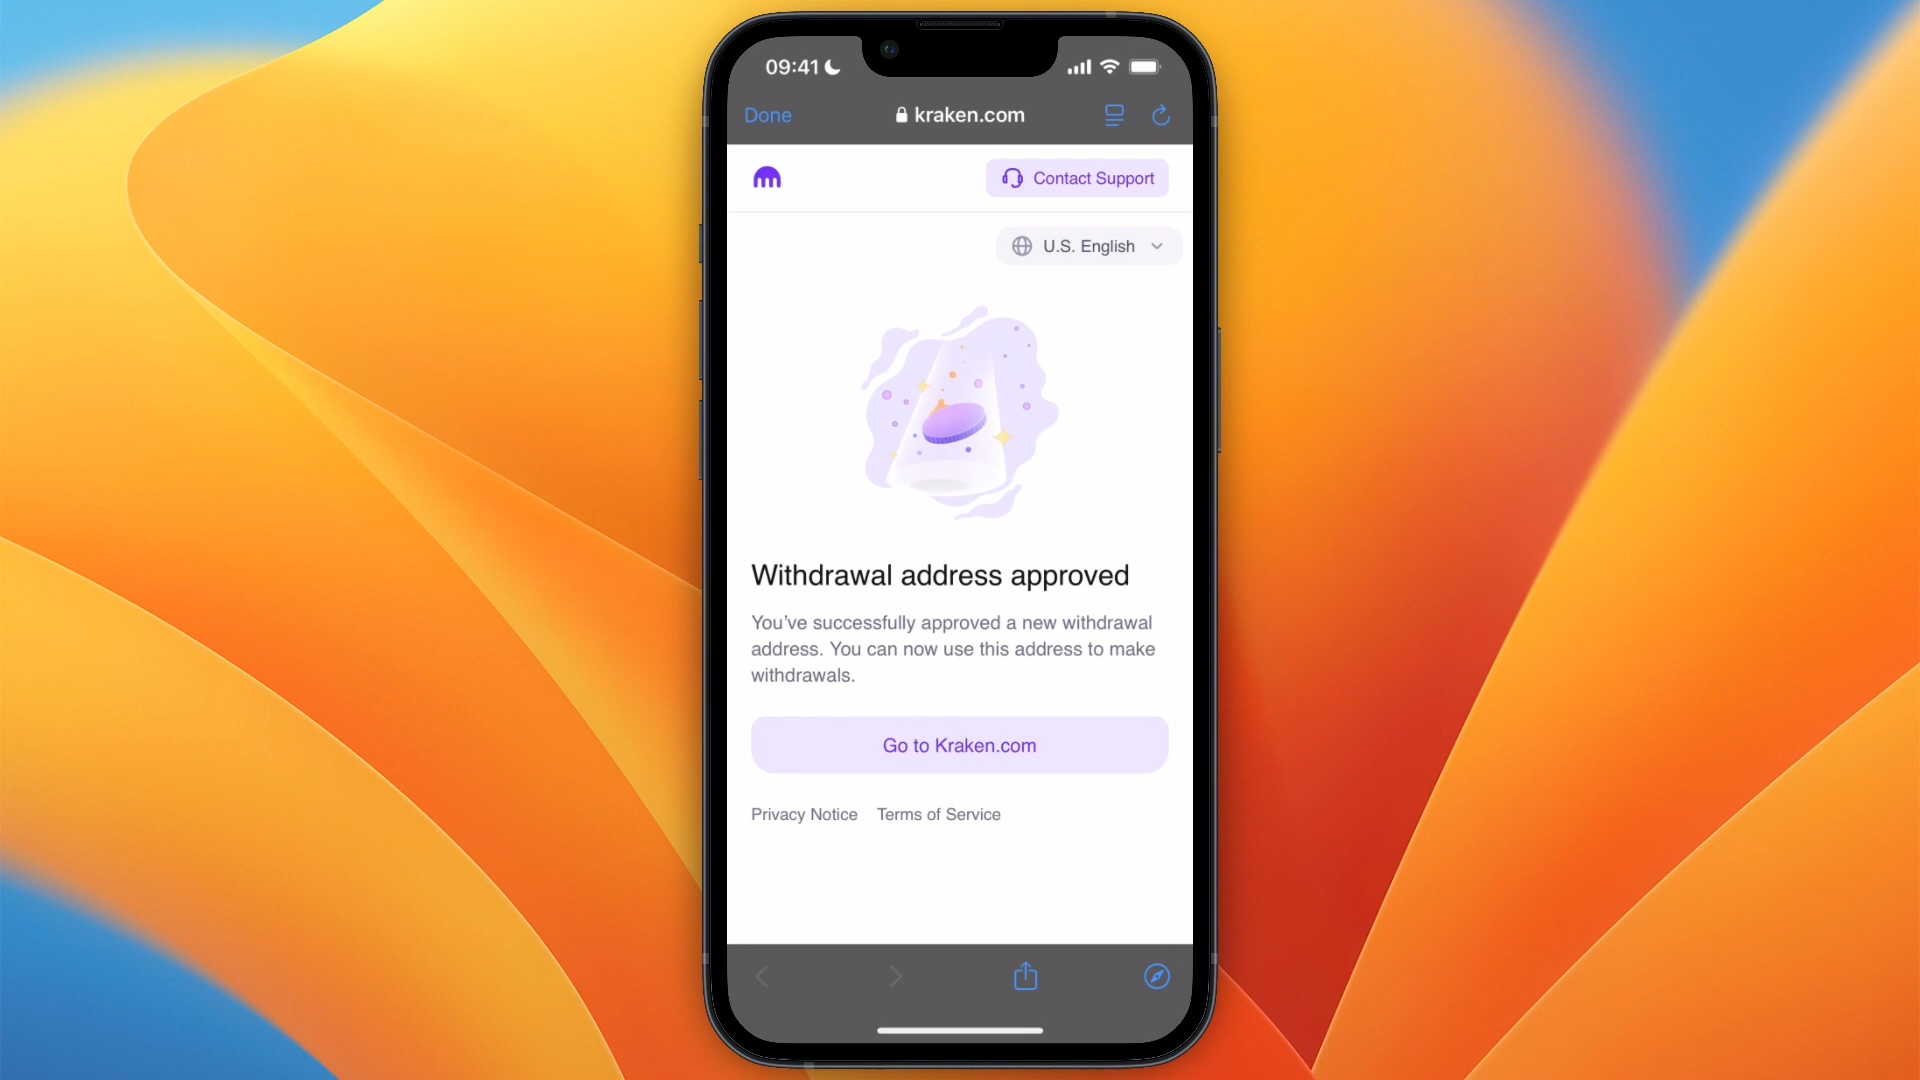 09:41
Done
kraken.com
Contact Support
U.S. English
Withdrawal address approved
You’ve successfully approved a new withdrawal
address. You can now use this address to make
withdrawals.
Go to Kraken.com
Privacy Notice Terms of Service